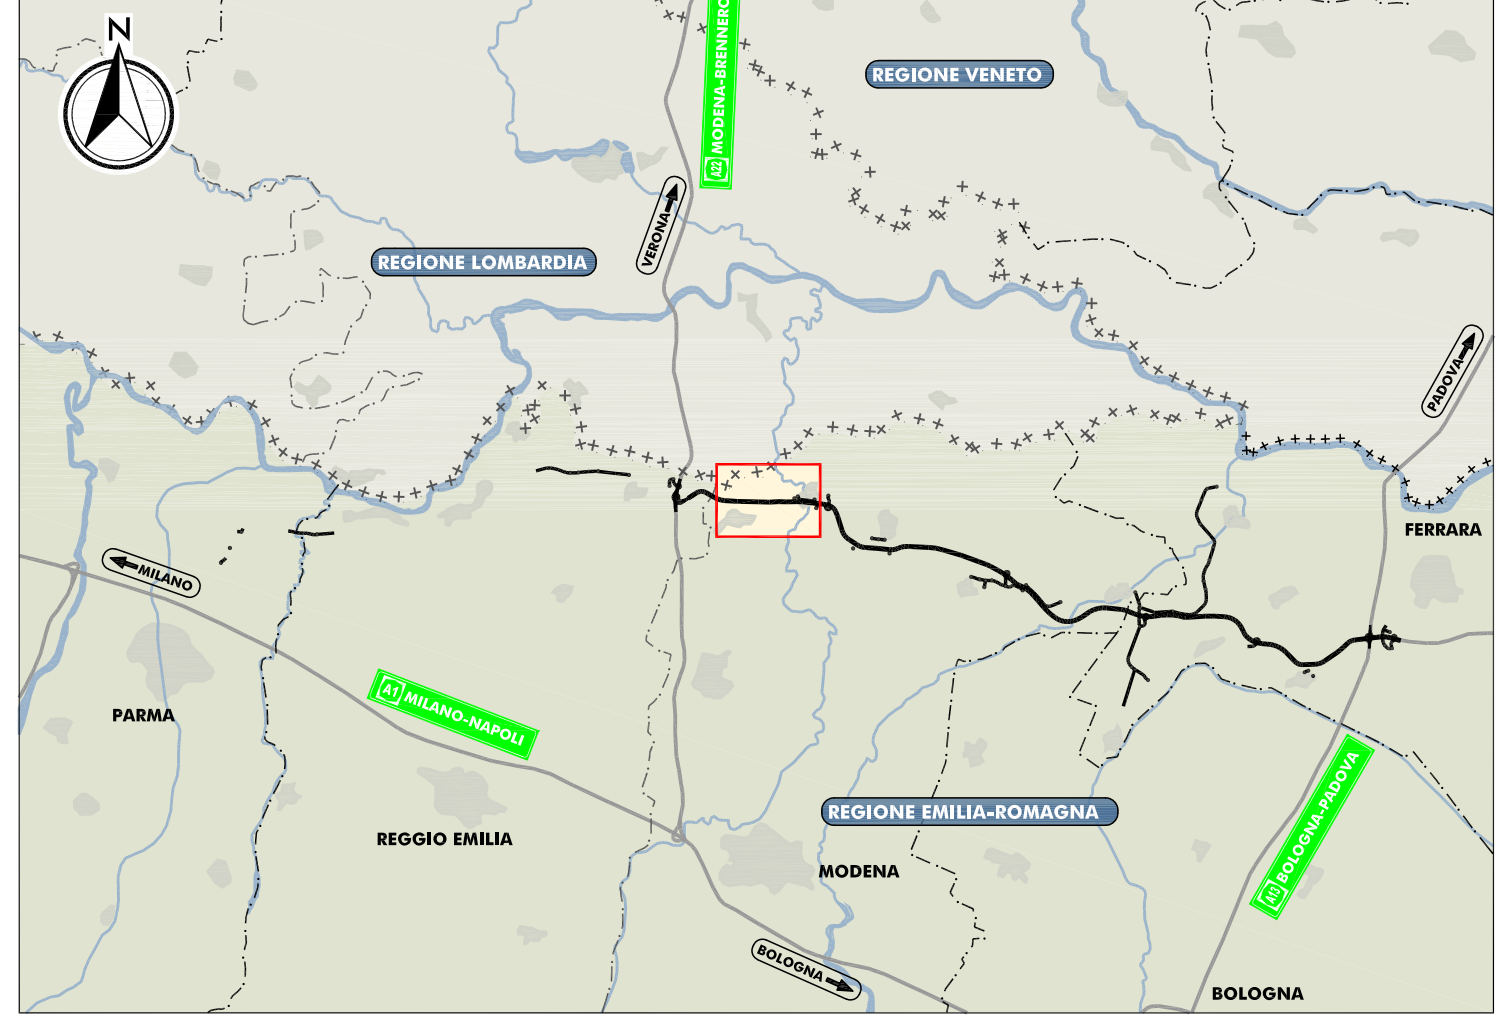 N
A22 MODENA-BRENNERO
REGIONE VENETO
VERONA
REGIONE LOMBARDIA
PADOVA
FERRARA
MILANO
PARMA
A1 MILANO-NAPOLI
REGGIO EMILIA
REGIONE EMILIA-ROMAGNA
MODENA
A13 BOLOGNA-PADOVA
BOLOGNA
BOLOGNA